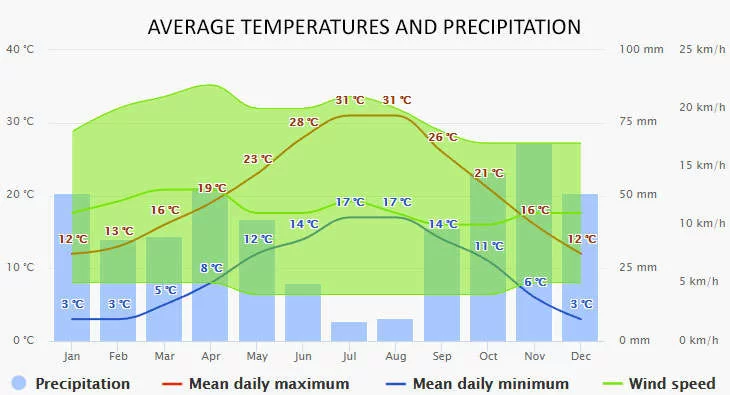 AVERAGE TEMPERATURES AND PRECIPITATION
40 °C 100 mm 25 km/h
31 °C 31 °C
20 km/h
28 °C
30 °C 75 mm
26 °C
23 °C
21 °C
15 km/h
19 °C
20 °C 50 mm
17 °C 17 °C
16 °C 16 °C
14 °C 14 °C
10 km/h
13 °C
12 °C 12 °C 11 °C 12 °C
10 °C 8 °C 25 mm
6 °C
5 °C
5 km/h
3 °C 3 °C 3 °C
0 °C 0 mm 0 km/h
Jan Feb Mar Apr May Jun Jul Aug Sep Oct Nov Dec
Precipitation Mean daily maximum Mean daily minimum Wind speed